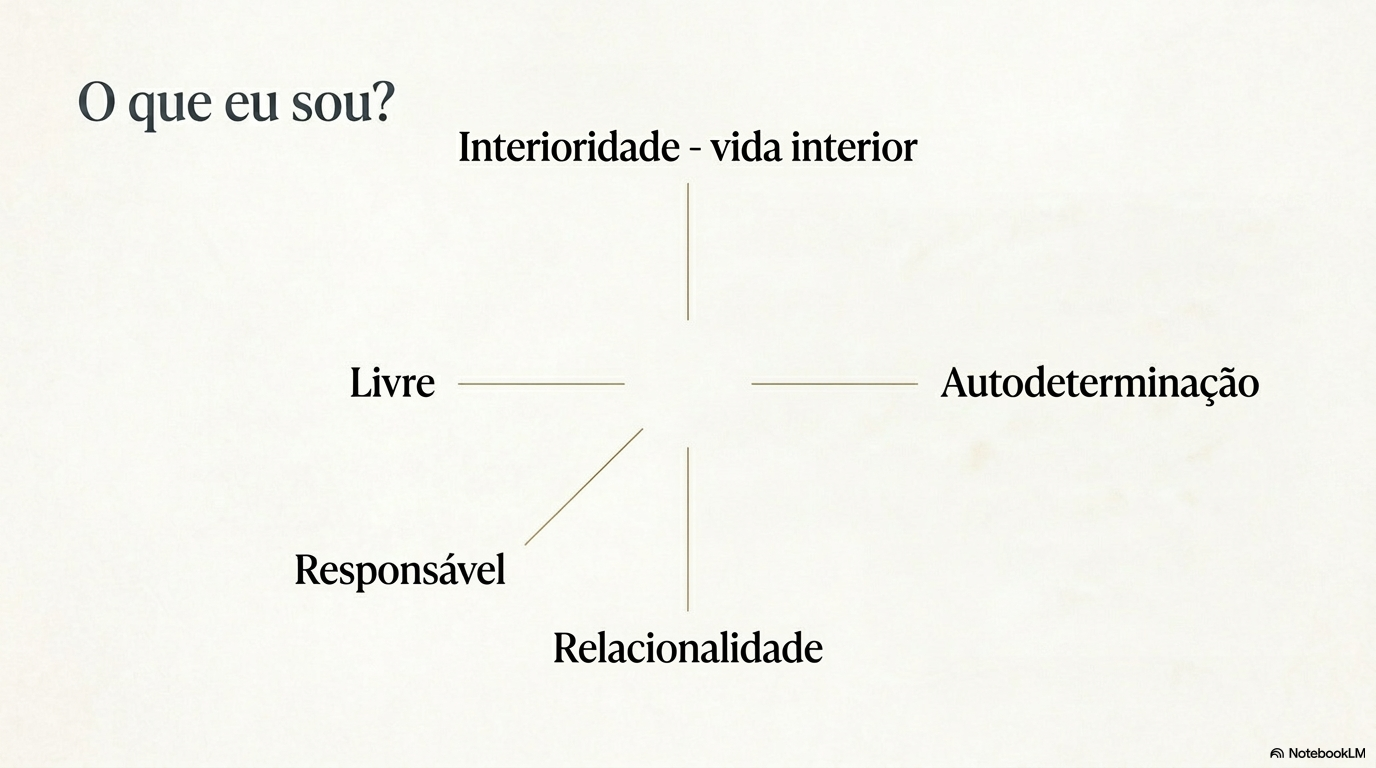 O que eu sou?
Interioridade - vida interior
Livre
Autodeterminação
Responsável
Relacionalidade
NotebookLM